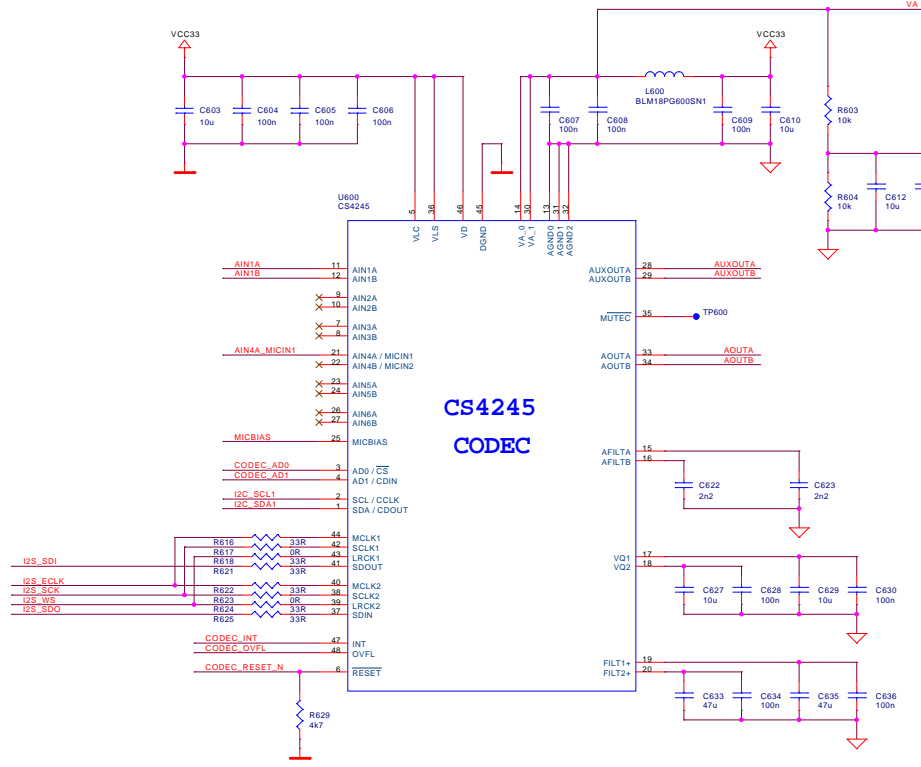 VA
VCC33
VCC33
C603
10u
C604
100n
C605
100n
C606
100n
C607
100n
C608
100n
L600
BLM18PG600SN1
C609
100n
C610
10u
R603
10k
R604
10k
C612
10u
U600
CS4245
5
36
46
45
14
30
13
31
32
VLC
VLS
VD
DGND
VA_0
VA_1
AGND0
AGND1
AGND2
AIN1A 11 AIN1A
AIN1B 12 AIN1B
9 AIN2A
10 AIN2B
7 AIN3A
8 AIN3B
AIN4A_MICIN1 21 AIN4A / MICIN1
22 AIN4B / MICIN2
23 AIN5A
24 AIN5B
26 AIN6A
27 AIN6B
MICBIAS 25 MICBIAS
CODEC_AD0 3 AD0 / CS
CODEC_AD1 4 AD1 / CDIN
I2C_SCL1 2 SCL / CCLK
I2C_SDA1 1 SDA / CDOUT
R616 33R 44 MCLK1
R617 0R 42 SCLK1
R618 33R 43 LRCK1
I2S_SDI R621 33R 41 SDOUT
I2S_ECLK R622 33R 40 MCLK2
I2S_SCK R623 0R 38 SCLK2
I2S_WS R624 33R 39 LRCK2
I2S_SDO R625 33R 37 SDIN
CODEC_INT 47 INT
CODEC_OVFL 48 OVFL
CODEC_RESET_N 6 RESET
R629
4k7
CS4245
CODEC
AUXOUTA 28 AUXOUTA
AUXOUTB 29 AUXOUTB
MUTEC 35 TP600
AOUTA 33 AOUTA
AOUTB 34 AOUTB
AFILTA 15
AFILTB 16
C622
2n2
C623
2n2
VQ1 17
VQ2 18
C627
10u
C628
100n
C629
10u
C630
100n
FILT1+ 19
FILT2+ 20
C633
47u
C634
100n
C635
47u
C636
100n